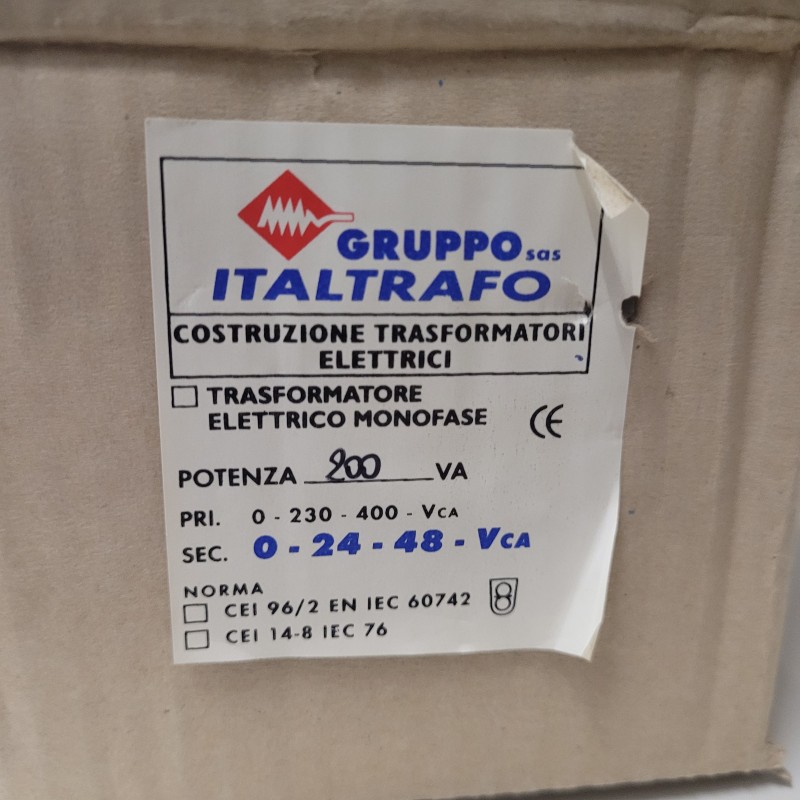 GRUPPO sas
ITALTRAFO
COSTRUZIONE TRASFORMATORI
ELETTRICI
TRASFORMATORE
ELETTRICO MONOFASE
CE
POTENZA 200 VA
PRI. 0 - 230 - 400 - VCA
SEC. 0 - 24 - 48 - VCA
NORMA
CEI 96/2 EN IEC 60742
CEI 14-8 IEC 76